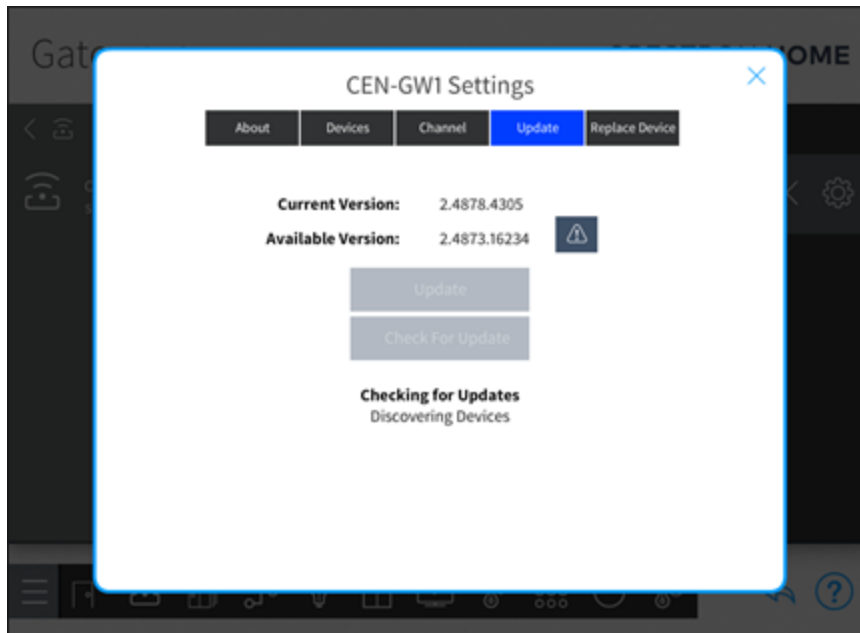 CEN-GW1 Settings
About Devices Channel Update Replace Device
Current Version: 2.4878.4305
Available Version: 2.4873.16234
Update
Check For Update
Checking for Updates
Discovering Devices
?